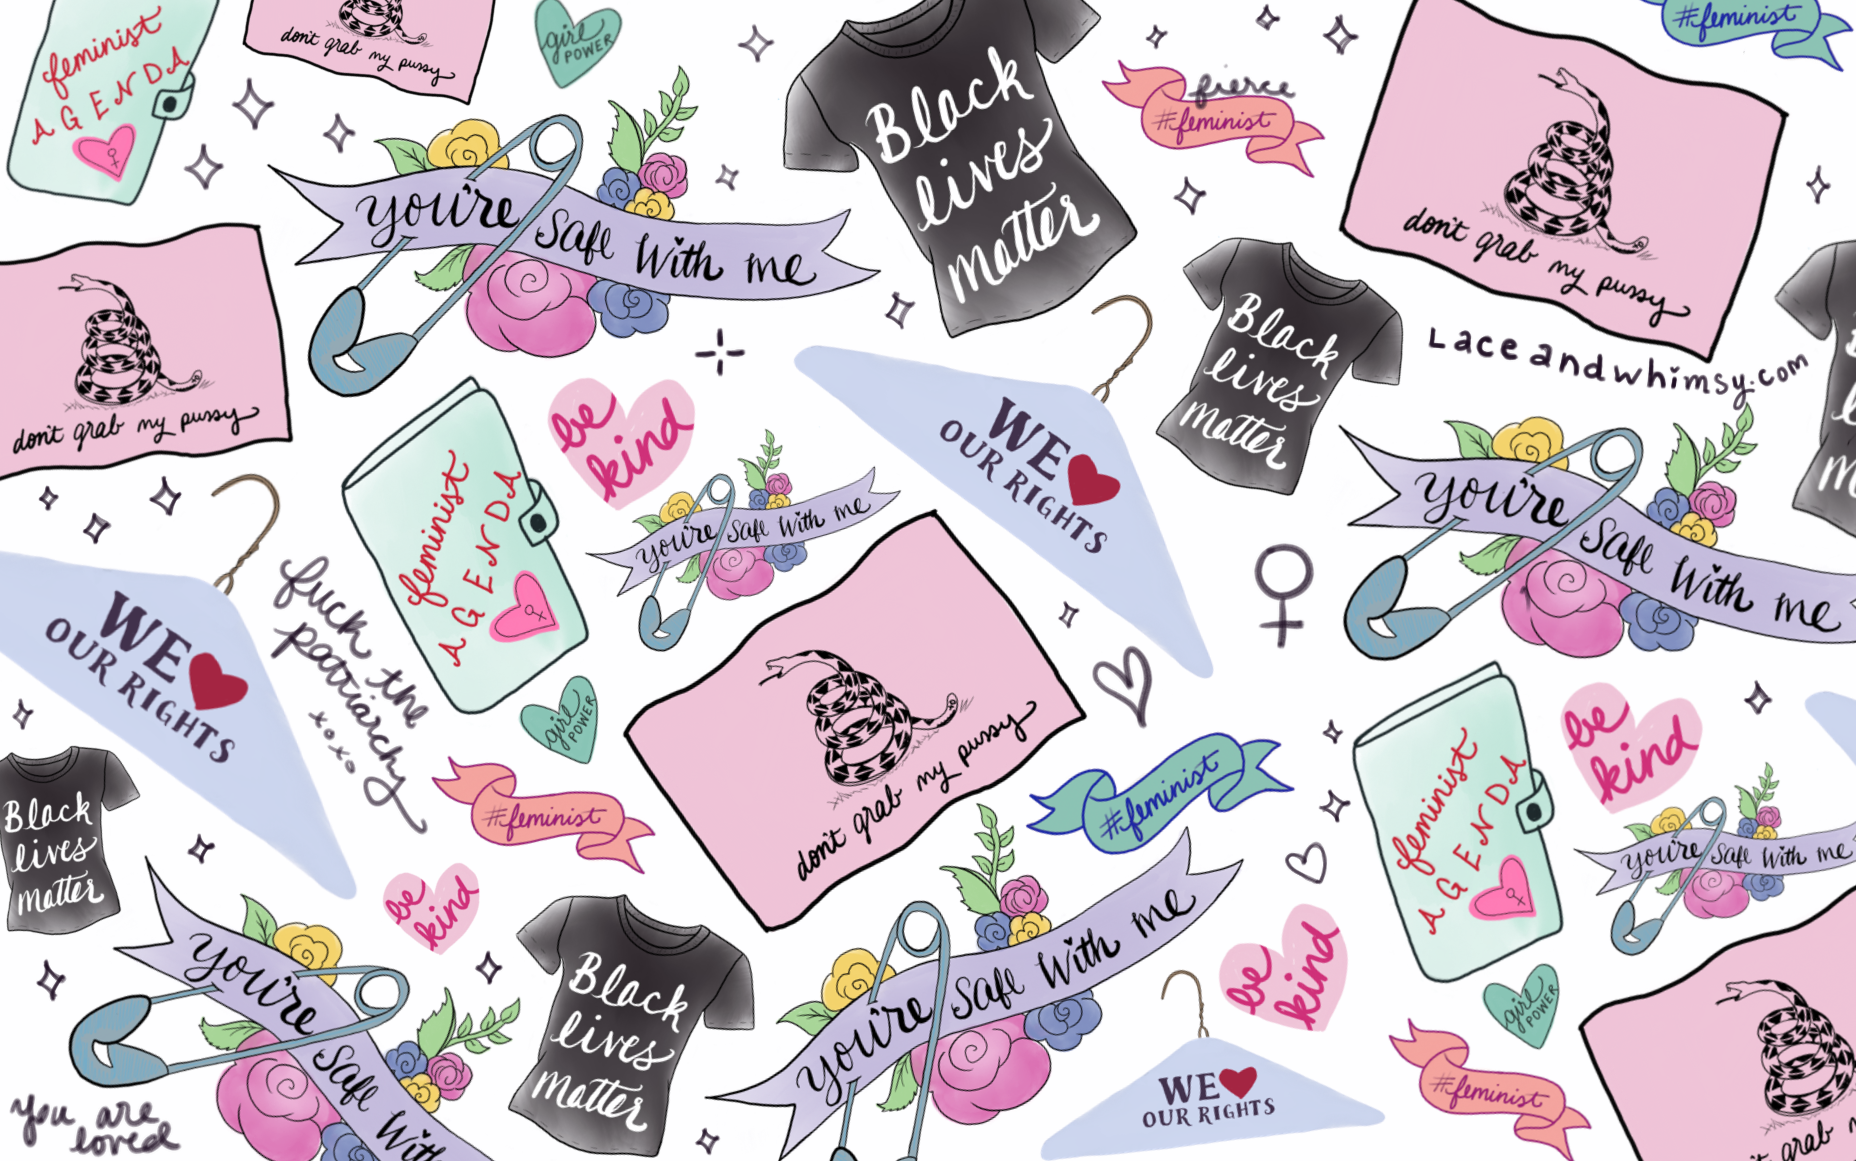 feminist
AGENDA
don't grab my pussy
girl
POWER
Black
lives
matter
fierce
#feminist
#feminist
don't grab my pussy
Laceandwhimsy.com
you're safe with me
don't grab my pussy
be
kind
WE
OUR RIGHTS
Black
lives
matter
you're safe with me
feminist
AGENDA
you're safe with me
WE
OUR RIGHTS
fuck the
patriarchy
xoxo
girl
POWER
#feminist
don't grab my pussy
#feminist
be
kind
feminist
AGENDA
you're safe with me
Black
lives
matter
be
kind
you're
safe with
Black
lives
matter
you're safe with me
be
kind
girl
POWER
WE
OUR RIGHTS
#feminist
you are
loved
grab